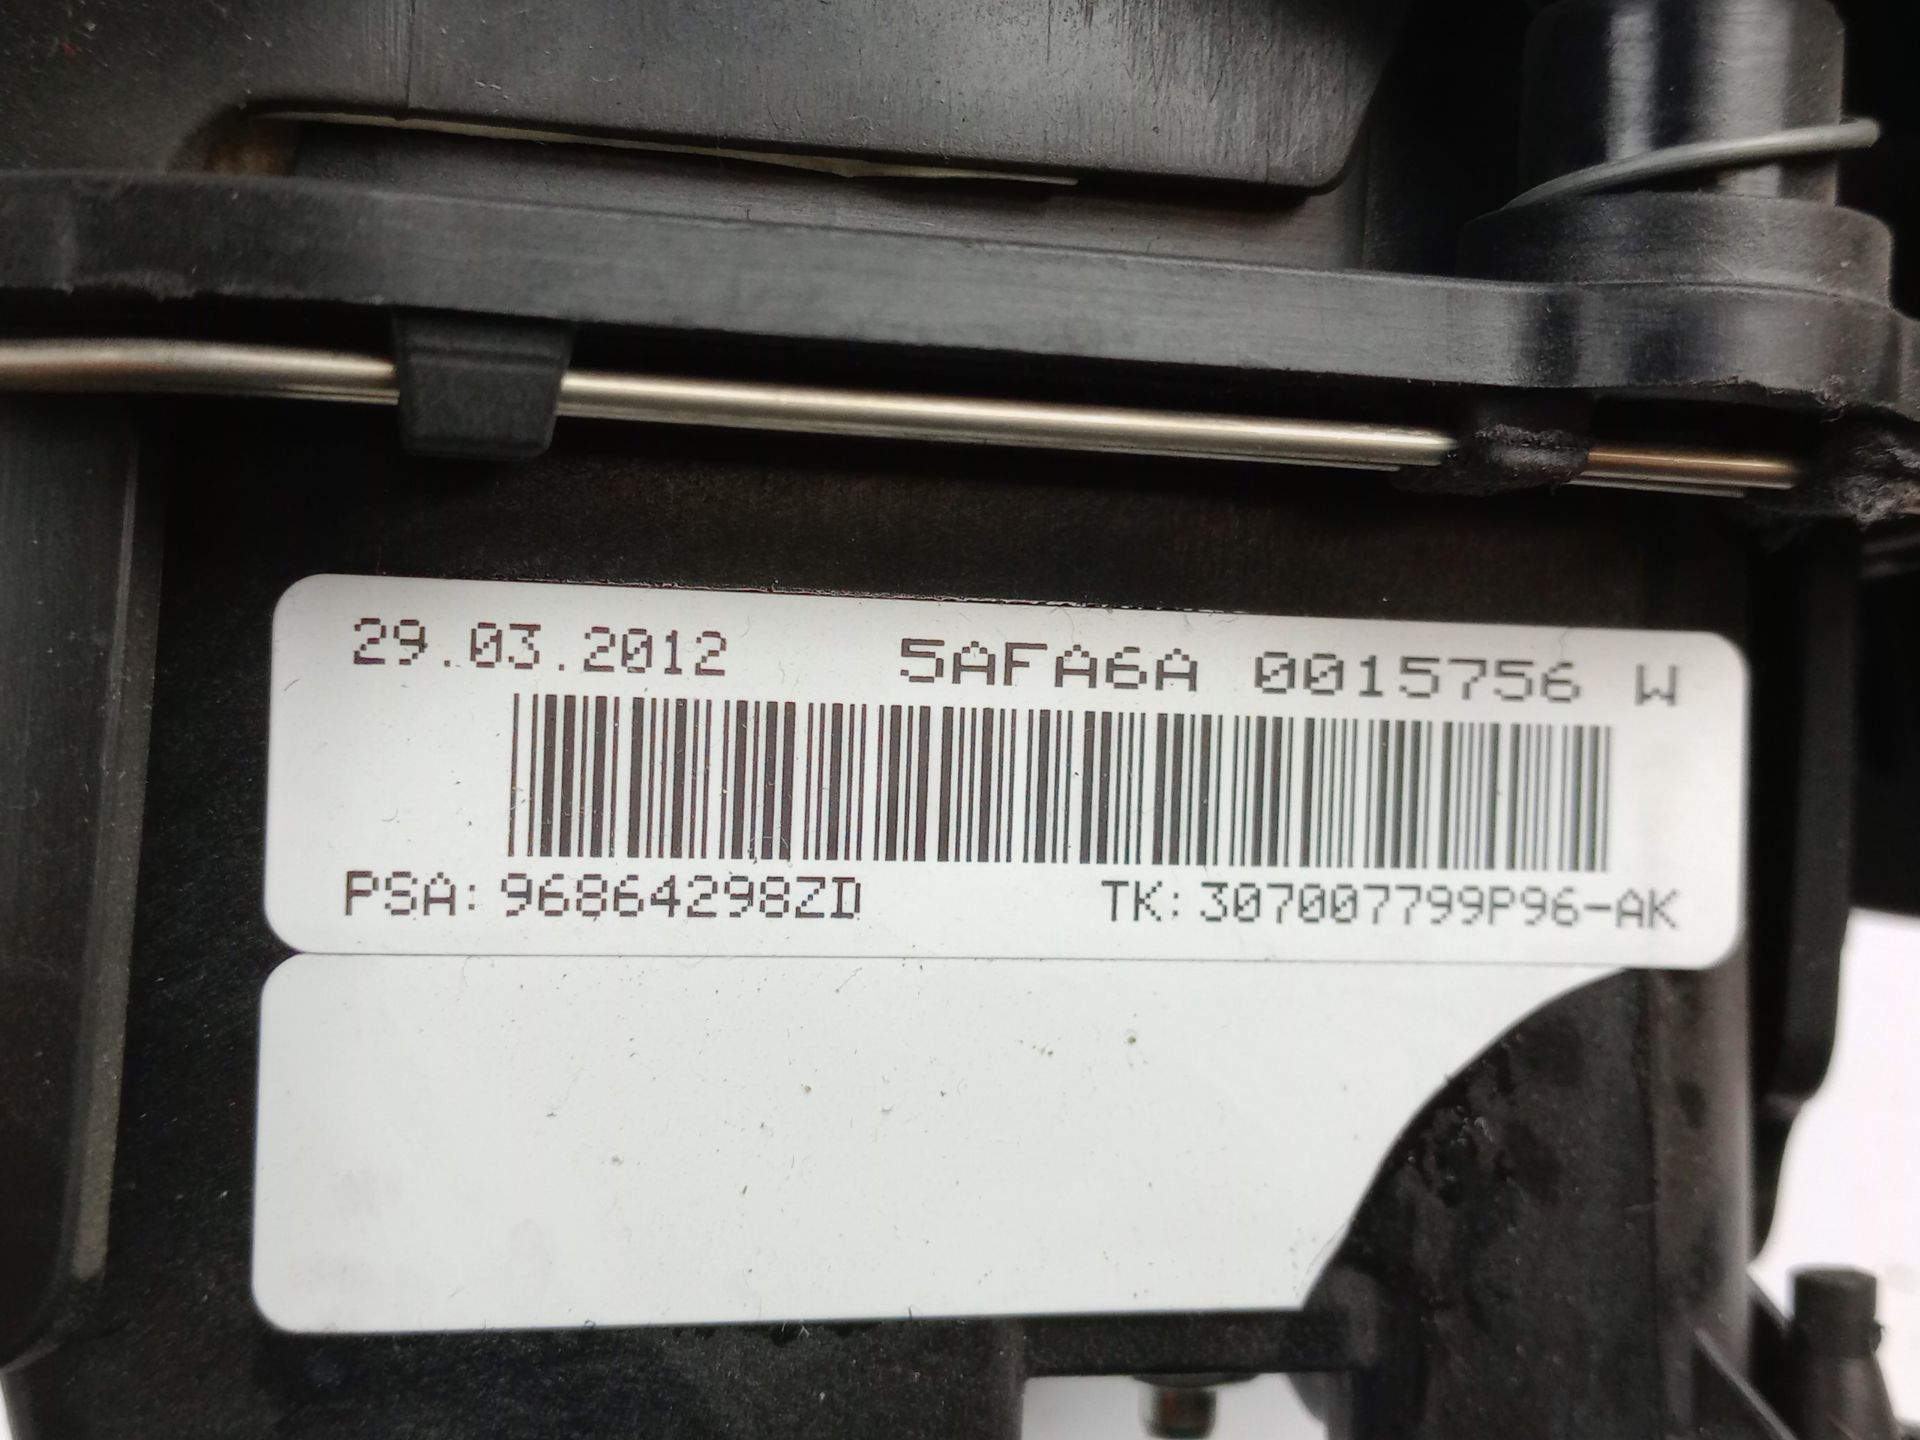 29.03.2012 5AFA6A 0015756 W
PSA:96864298ZD TK:307007799P96-AK